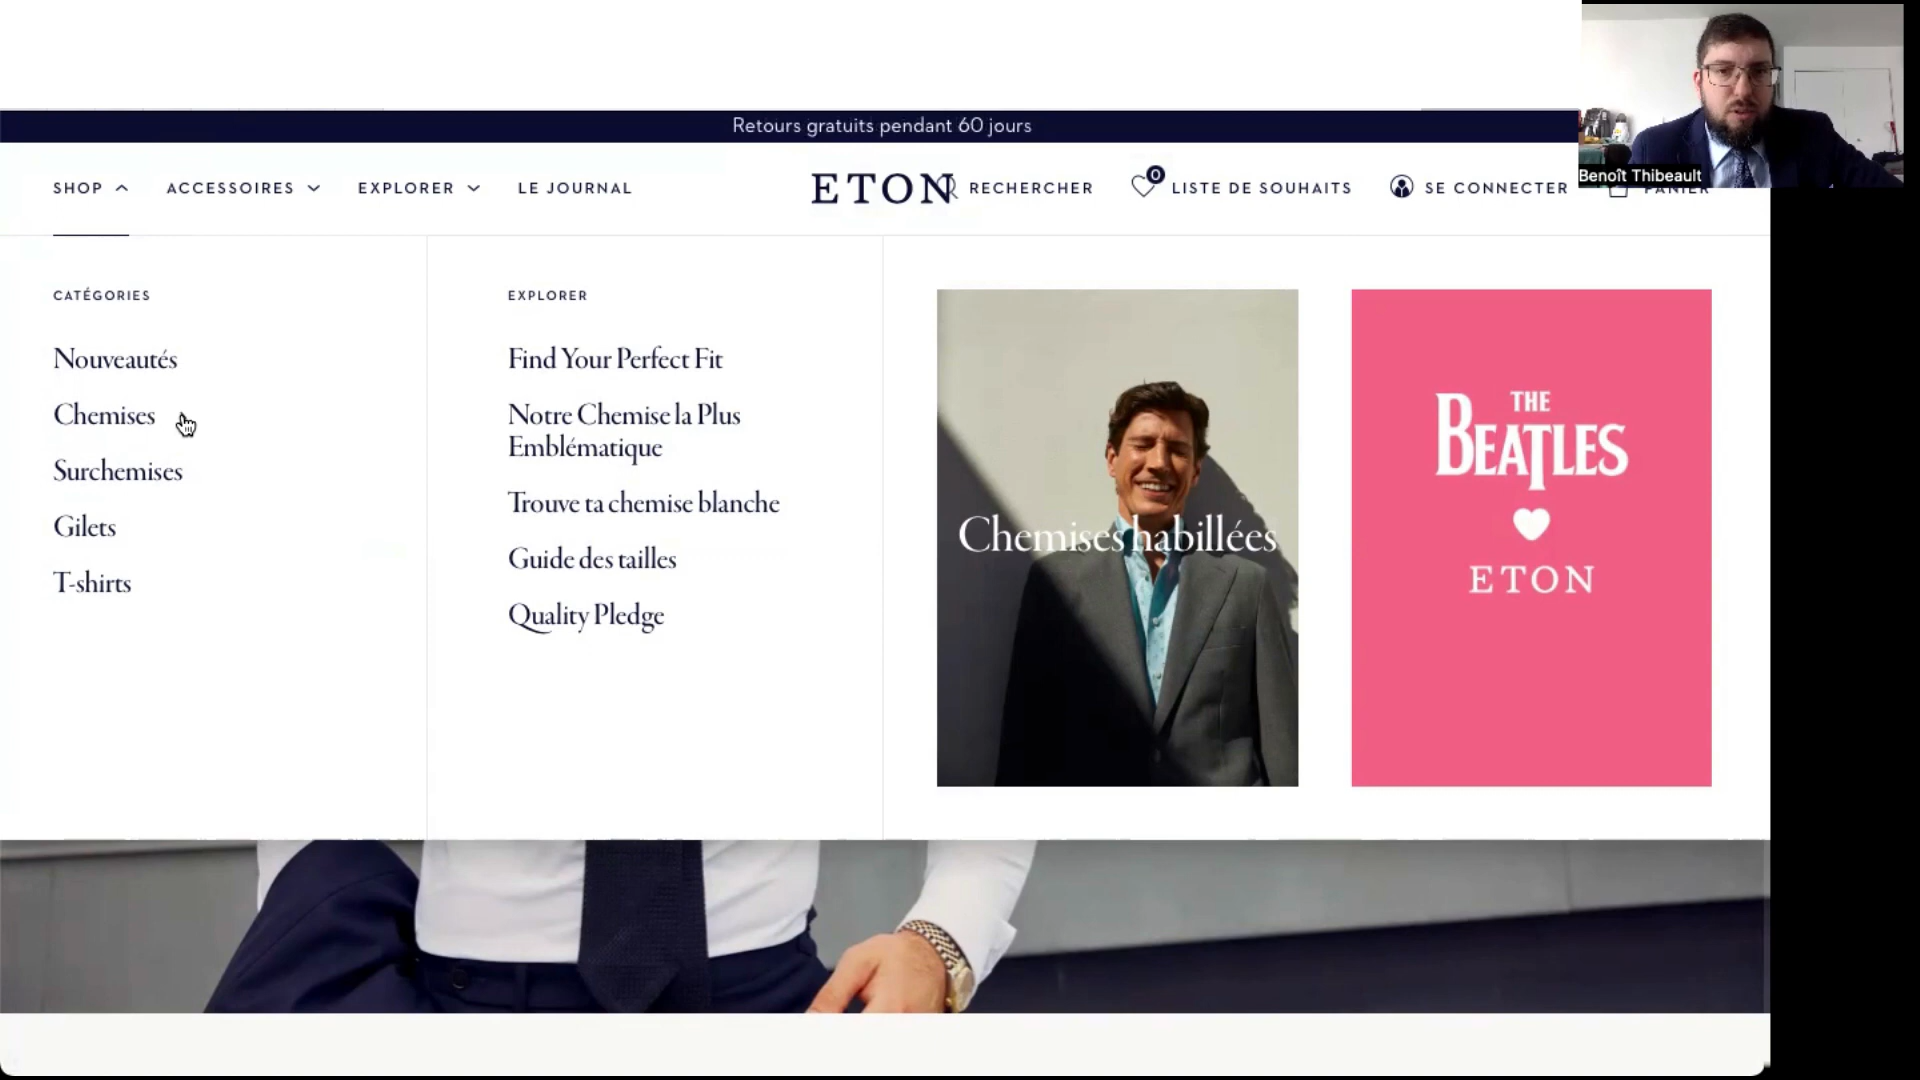 Retours gratuits pendant 60 jours
SHOP
ACCESSOIRES
EXPLORER
LE JOURNAL
ETON
RECHERCHER
0
LISTE DE SOUHAITS
SE CONNECTER
PANIER
Benoît Thibeault
CATÉGORIES
Nouveautés
Chemises
Surchemises
Gilets
T-shirts
EXPLORER
Find Your Perfect Fit
Notre Chemise la Plus
Emblématique
Trouve ta chemise blanche
Guide des tailles
Quality Pledge
Chemises habillées
THE
BEATLES
ETON